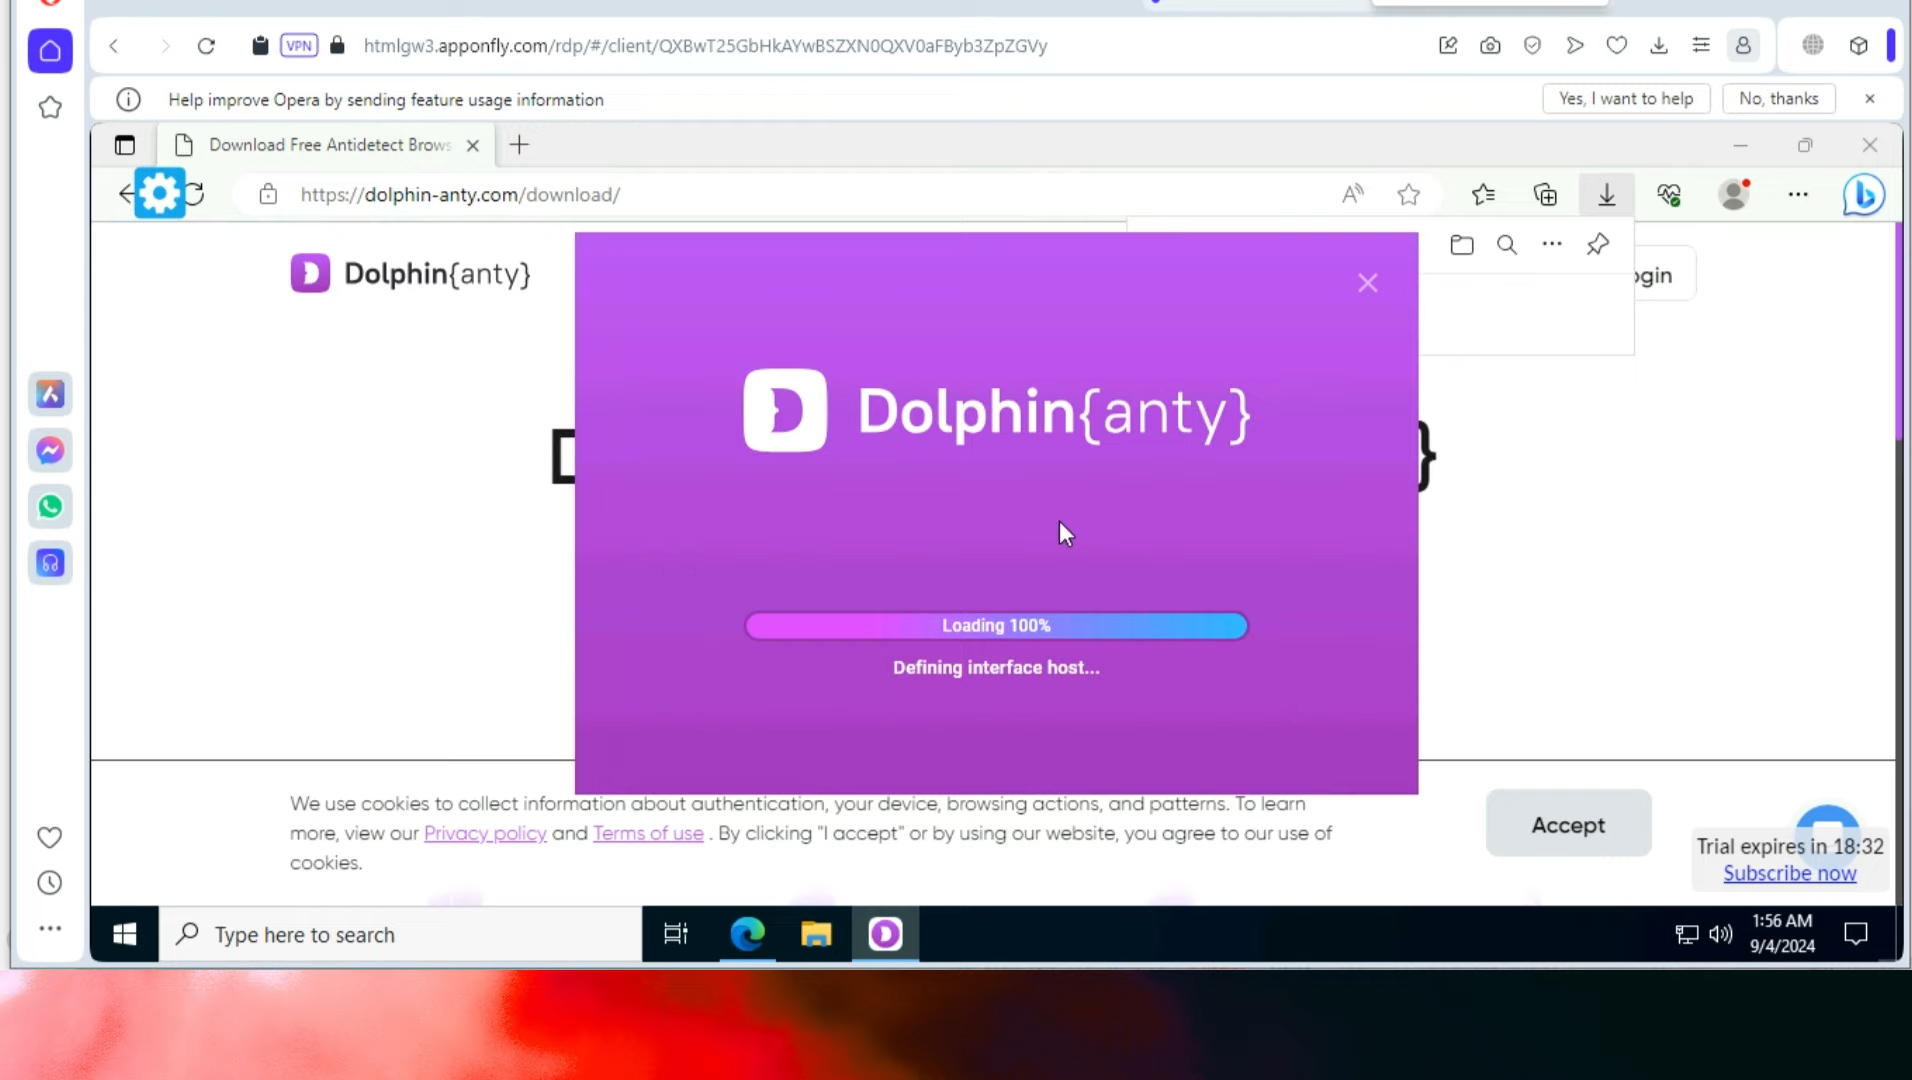 VPN
htmlgw3.apponfly.com/rdp/#/client/QXBwT25GbHkAYwBSZXN0QXV0aFByb3ZpZGVy
Help improve Opera by sending feature usage information
Yes, I want to help
No, thanks
Download Free Antidetect Brows
https://dolphin-anty.com/download/
Dolphin{anty}
gin
Dolphin{anty}
}
Loading 100%
Defining interface host...
We use cookies to collect information about authentication, your device, browsing actions, and patterns. To learn
more, view our Privacy policy and Terms of use . By clicking "I accept" or by using our website, you agree to our use of
cookies.
Accept
Trial expires in 18:32
Subscribe now
Type here to search
1:56 AM
9/4/2024